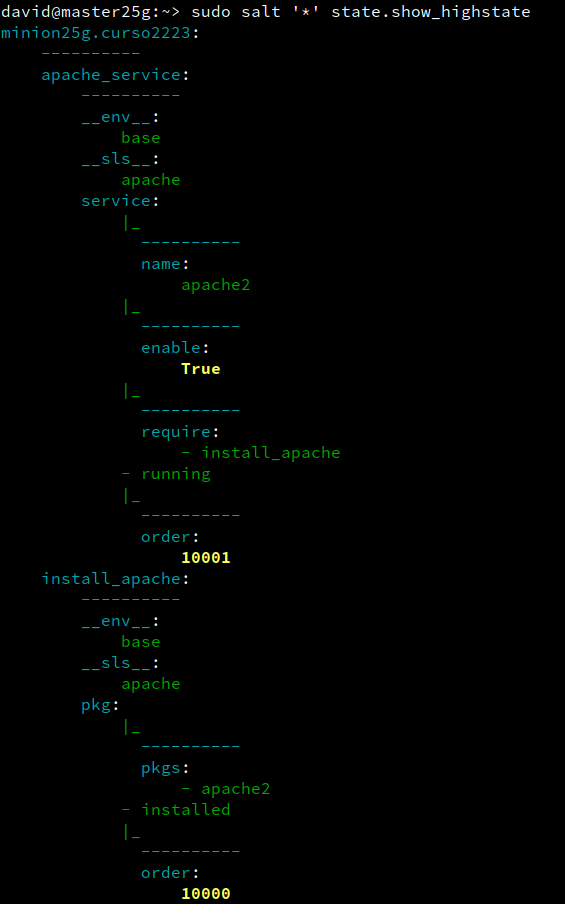 david@master25g:~> sudo salt '*' state.show_highstate
minion25g.curso2223:
    ----------
    apache_service:
        ----------
        __env__:
            base
        __sls__:
            apache
        service:
            |_
              ----------
              name:
                  apache2
            |_
              ----------
              enable:
                  True
            |_
              ----------
              require:
                  - install_apache
            - running
            |_
              ----------
              order:
                  10001
    install_apache:
        ----------
        __env__:
            base
        __sls__:
            apache
        pkg:
            |_
              ----------
              pkgs:
                  - apache2
            - installed
            |_
              ----------
              order:
                  10000